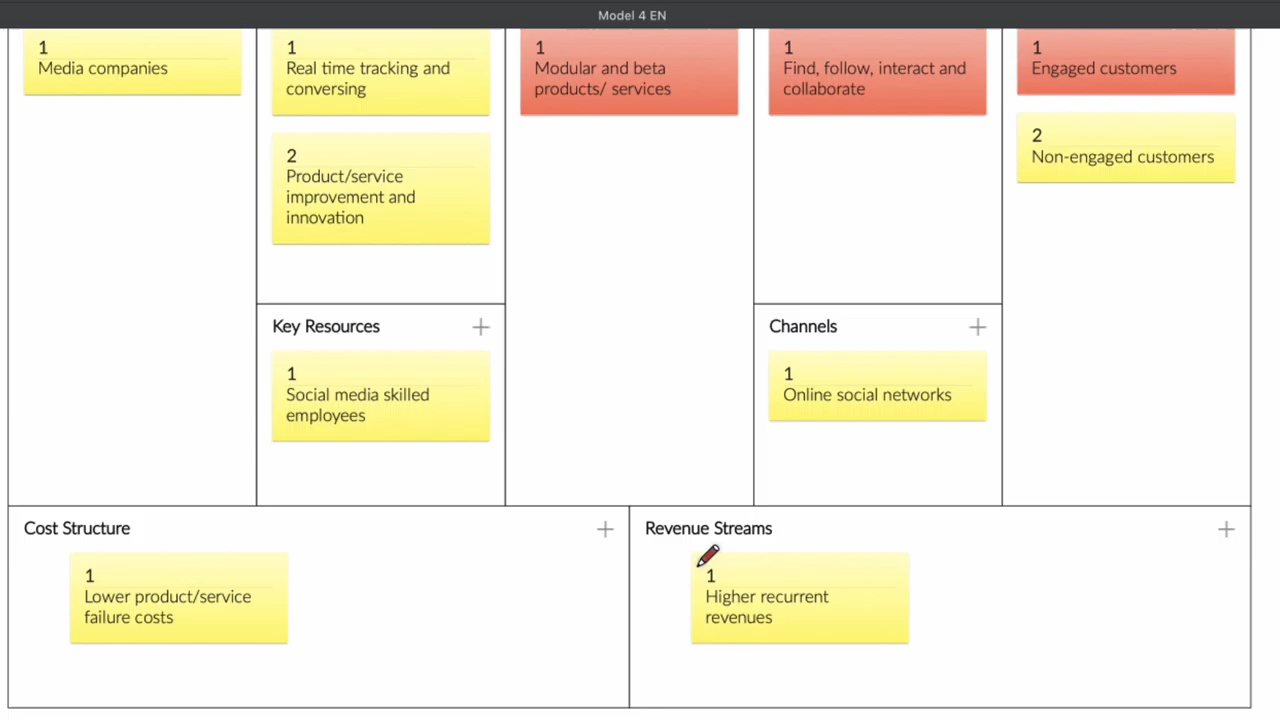 Model 4 EN
1
Media companies
1
Real time tracking and
conversing
2
Product/service
improvement and
innovation
Key Resources
1
Social media skilled
employees
1
Modular and beta
products/ services
1
Find, follow, interact and
collaborate
Channels
1
Online social networks
1
Engaged customers
2
Non-engaged customers
Cost Structure
1
Lower product/service
failure costs
Revenue Streams
1
Higher recurrent
revenues